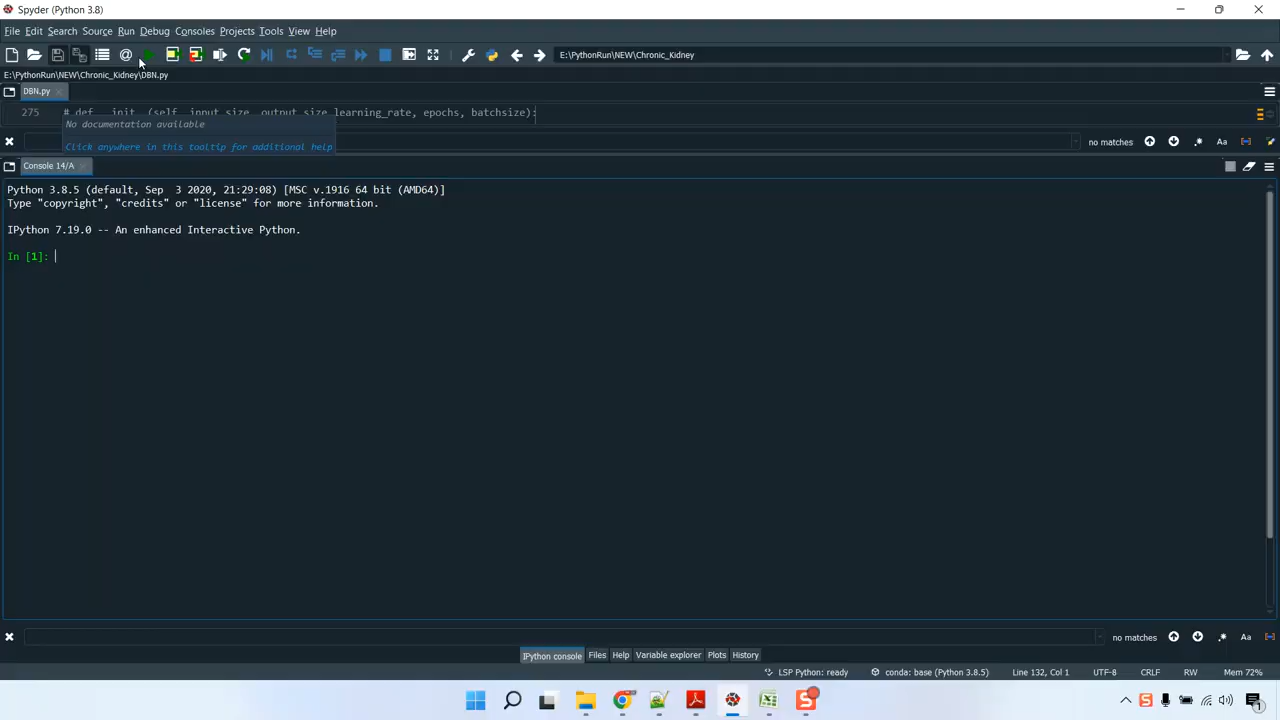 Spyder (Python 3.8)
File Edit Search Source Run Debug Consoles Projects Tools View Help
E:\PythonRun\NEW\Chronic_Kidney
E:\PythonRun\NEW\Chronic_Kidney\DBN.py
DBN.py
275 # def __init__(self, input_size, output_size, learning_rate, epochs, batchsize):
No documentation available
Click anywhere in this tooltip for additional help
no matches
Aa
Console 14/A
Python 3.8.5 (default, Sep 3 2020, 21:29:08) [MSC v.1916 64 bit (AMD64)]
Type "copyright", "credits" or "license" for more information.
IPython 7.19.0 -- An enhanced Interactive Python.
In [1]:
no matches
Aa
IPython console Files Help Variable explorer Plots History
LSP Python: ready conda: base (Python 3.8.5) Line 132, Col 1 UTF-8 CRLF RW Mem 72%